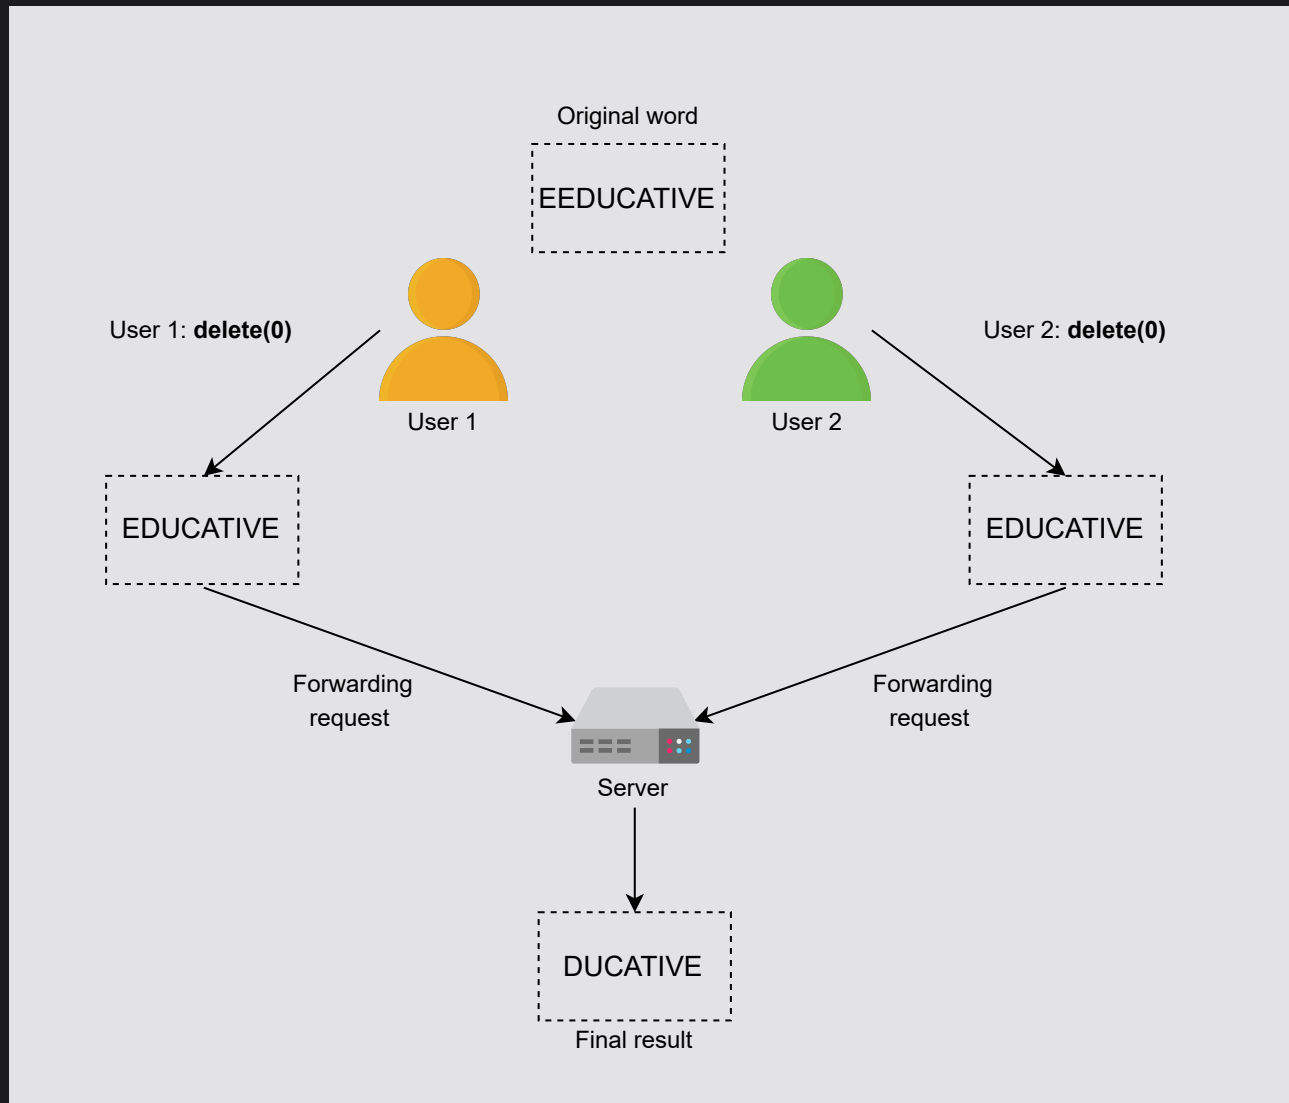 Original word
EEDUCATIVE
User 1: delete(0)
User 2: delete(0)
User 1
User 2
EDUCATIVE
EDUCATIVE
Forwarding
request
Forwarding
request
Server
DUCATIVE
Final result